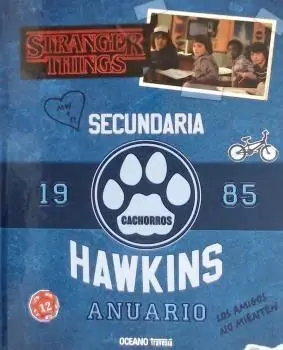 STRANGER
THINGS
SECUNDARIA
19 85
CACHORROS
HAWKINS
ANUARIO
12
LOS AMIGOS
NO MIENTEN
OCEANO Travesía